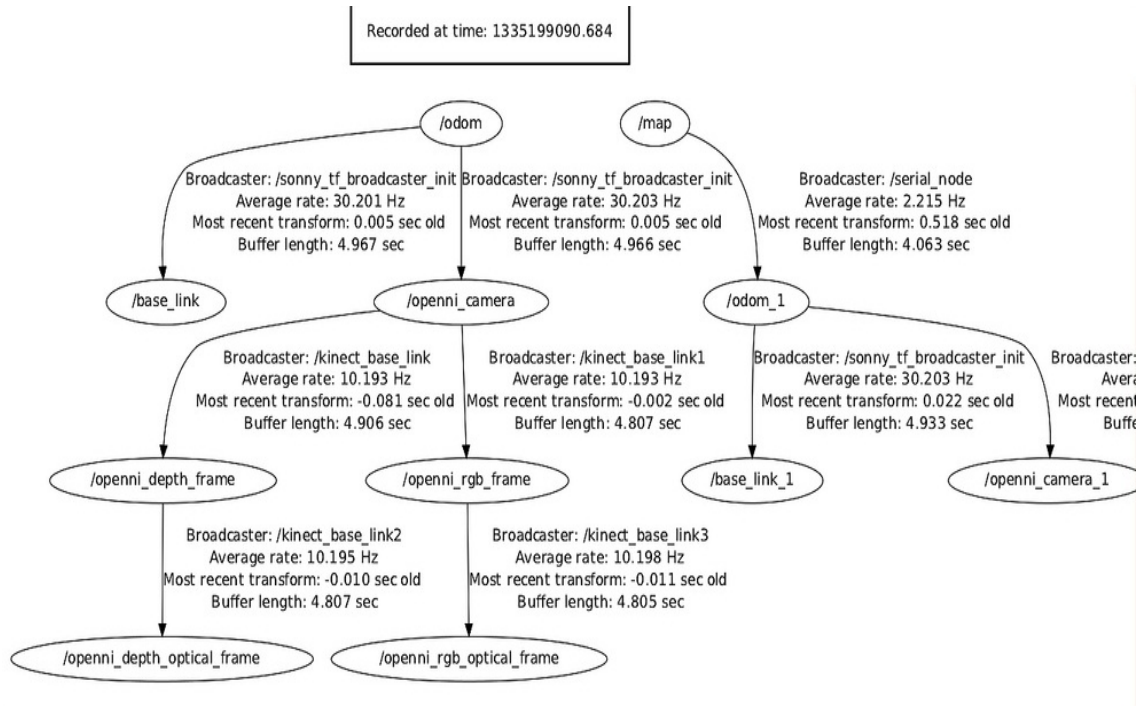 Recorded at time: 1335199090.684
/odom
/map
Broadcaster: /sonny_tf_broadcaster_init
Average rate: 30.201 Hz
Most recent transform: 0.005 sec old
Buffer length: 4.967 sec
Broadcaster: /sonny_tf_broadcaster_init
Average rate: 30.203 Hz
Most recent transform: 0.005 sec old
Buffer length: 4.966 sec
Broadcaster: /serial_node
Average rate: 2.215 Hz
Most recent transform: 0.518 sec old
Buffer length: 4.063 sec
/base_link
/openni_camera
/odom_1
Broadcaster: /kinect_base_link
Average rate: 10.193 Hz
Most recent transform: -0.081 sec old
Buffer length: 4.906 sec
Broadcaster: /kinect_base_link1
Average rate: 10.193 Hz
Most recent transform: -0.002 sec old
Buffer length: 4.807 sec
Broadcaster: /sonny_tf_broadcaster_init
Average rate: 30.203 Hz
Most recent transform: 0.022 sec old
Buffer length: 4.933 sec
Broadcaster:
Most recent
/openni_depth_frame
/openni_rgb_frame
/base_link_1
/openni_camera_1
Broadcaster: /kinect_base_link2
Average rate: 10.195 Hz
Most recent transform: -0.010 sec old
Buffer length: 4.807 sec
Broadcaster: /kinect_base_link3
Average rate: 10.198 Hz
Most recent transform: -0.011 sec old
Buffer length: 4.805 sec
/openni_depth_optical_frame
/openni_rgb_optical_frame